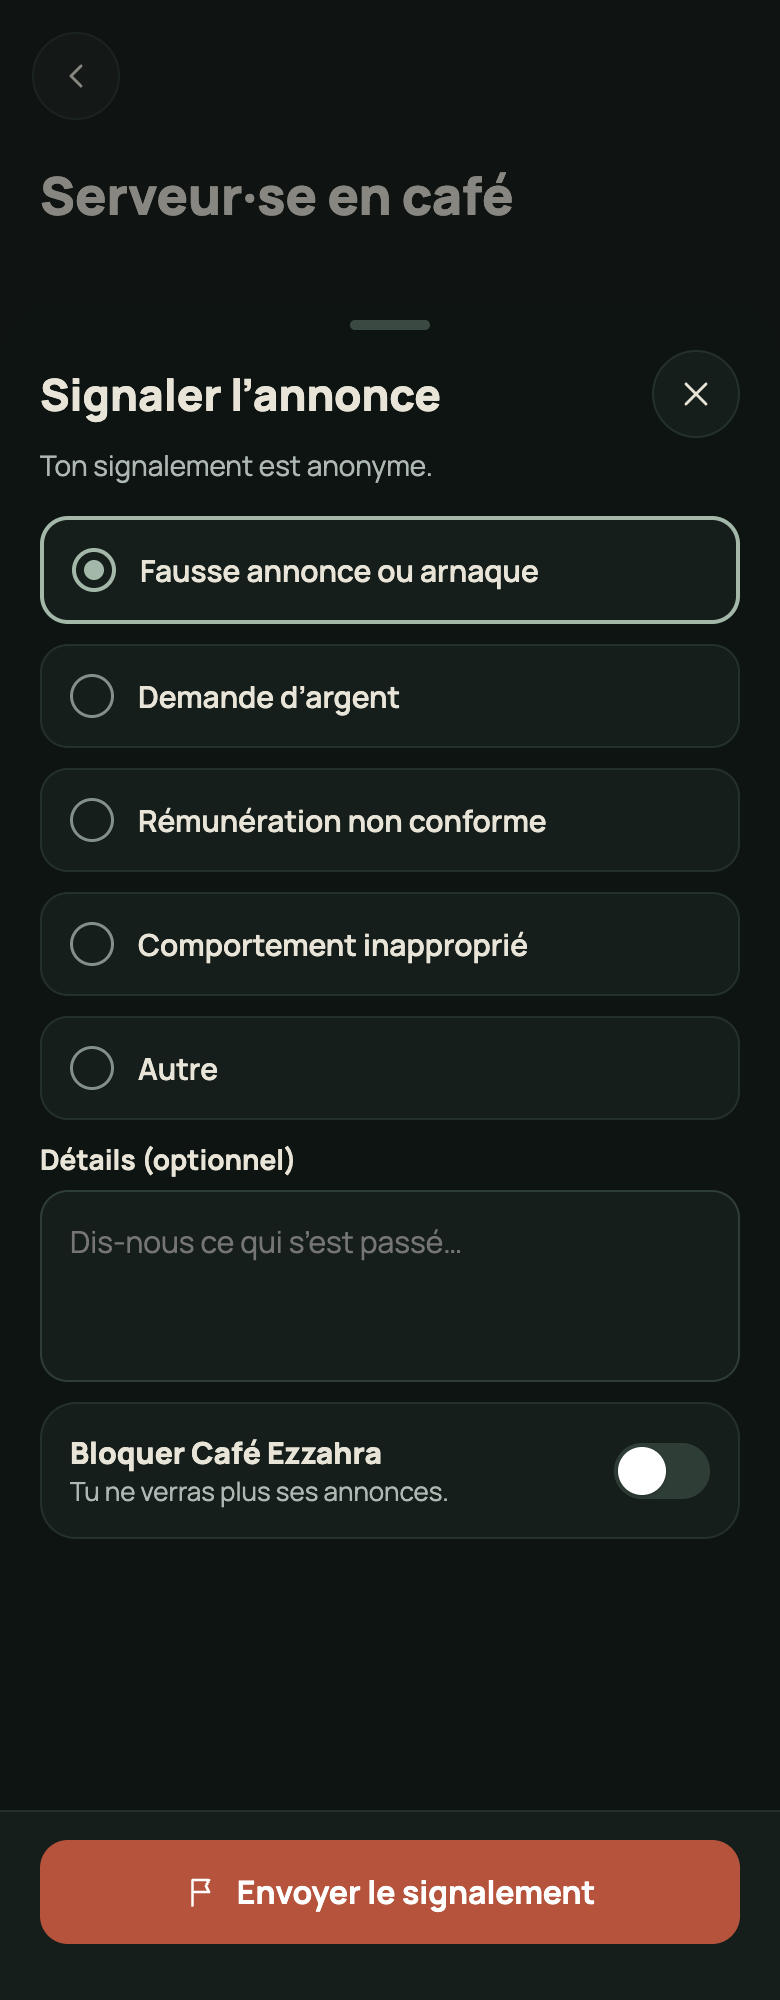 Serveur·se en café
Signaler l’annonce
Ton signalement est anonyme.
Fausse annonce ou arnaque
Demande d’argent
Rémunération non conforme
Comportement inapproprié
Autre
Détails (optionnel)
Dis-nous ce qui s’est passé…
Bloquer Café Ezzahra
Tu ne verras plus ses annonces.
Envoyer le signalement